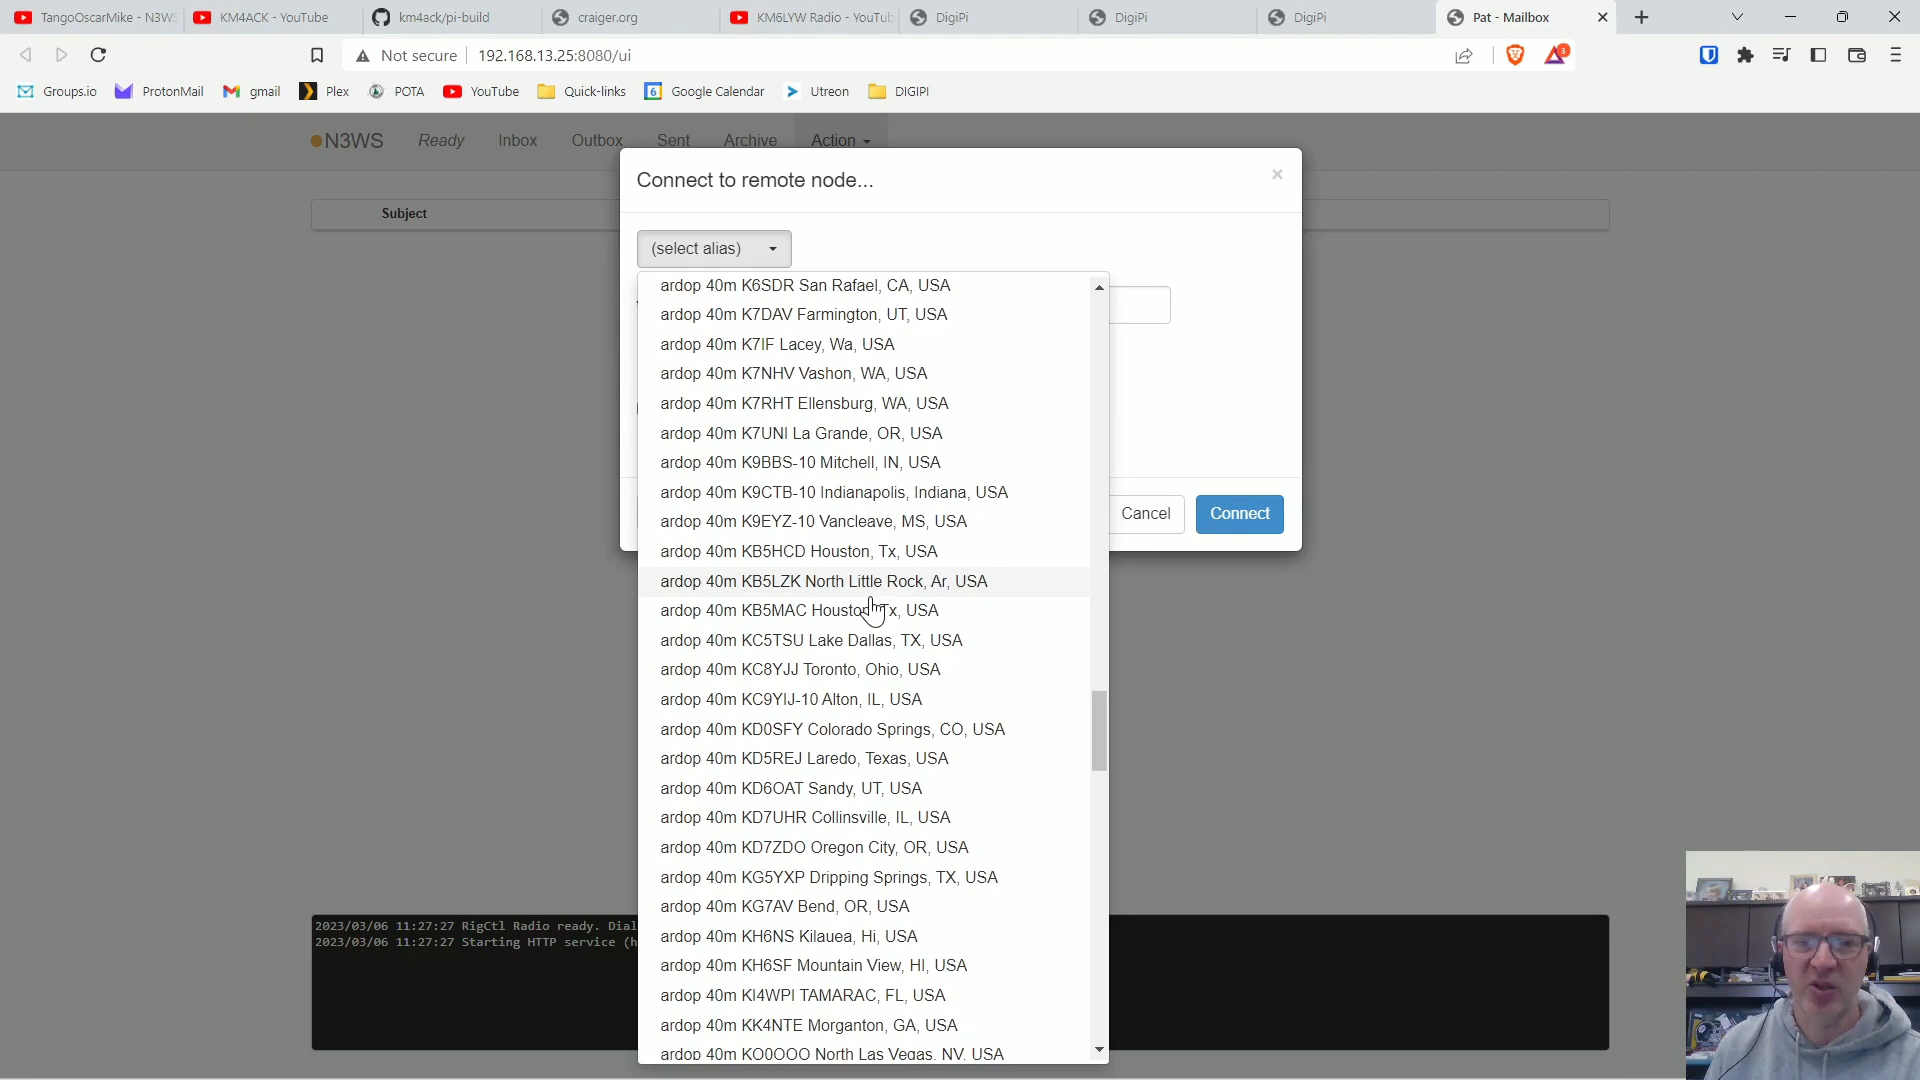 TangoOscarMike - N3WS
KM4ACK - YouTube
km4ack/pi-build
craiger.org
KM6LYW Radio - YouTub
DigiPi
DigiPi
DigiPi
Pat - Mailbox
Not secure
192.168.13.25:8080/ui
3
Groups.io
ProtonMail
gmail
Plex
POTA
YouTube
Quick-links
6
Google Calendar
Utreon
DIGIPI
N3WS
Ready
Inbox
Outbox
Sent
Archive
Action
Connect to remote node...
×
Subject
(select alias)
ardop 40m K6SDR San Rafael, CA, USA
ardop 40m K7DAV Farmington, UT, USA
ardop 40m K7IF Lacey, Wa, USA
ardop 40m K7NHV Vashon, WA, USA
ardop 40m K7RHT Ellensburg, WA, USA
ardop 40m K7UNI La Grande, OR, USA
ardop 40m K9BBS-10 Mitchell, IN, USA
ardop 40m K9CTB-10 Indianapolis, Indiana, USA
ardop 40m K9EYZ-10 Vancleave, MS, USA
ardop 40m KB5HCD Houston, Tx, USA
ardop 40m KB5LZK North Little Rock, Ar, USA
ardop 40m KB5MAC Houston, Tx, USA
ardop 40m KC5TSU Lake Dallas, TX, USA
ardop 40m KC8YJJ Toronto, Ohio, USA
ardop 40m KC9YIJ-10 Alton, IL, USA
ardop 40m KD0SFY Colorado Springs, CO, USA
ardop 40m KD5REJ Laredo, Texas, USA
ardop 40m KD6OAT Sandy, UT, USA
ardop 40m KD7UHR Collinsville, IL, USA
ardop 40m KD7ZDO Oregon City, OR, USA
ardop 40m KG5YXP Dripping Springs, TX, USA
ardop 40m KG7AV Bend, OR, USA
ardop 40m KH6NS Kilauea, Hi, USA
ardop 40m KH6SF Mountain View, HI, USA
ardop 40m KI4WPI TAMARAC, FL, USA
ardop 40m KK4NTE Morganton, GA, USA
ardop 40m KO0OOO North Las Vegas, NV, USA
Cancel
Connect
2023/03/06 11:27:27 RigCtl Radio ready. Dial
2023/03/06 11:27:27 Starting HTTP service (h